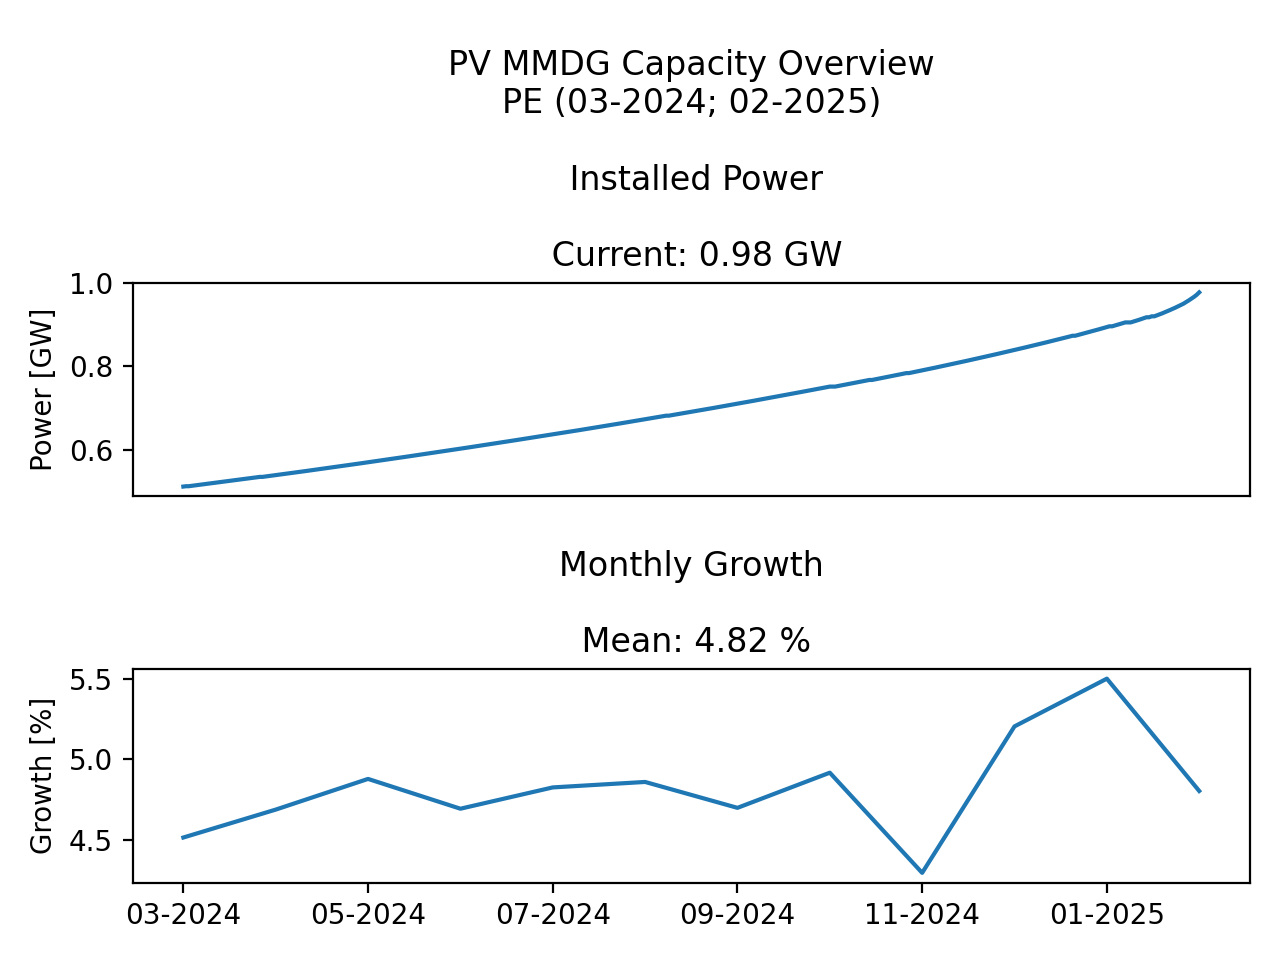 PV MMDG Capacity Overview
PE (03-2024; 02-2025)
Installed Power
Current: 0.98 GW
Power [GW]
1.0
0.8
0.6
Monthly Growth
Mean: 4.82 %
Growth [%]
5.5
5.0
4.5
03-2024 05-2024 07-2024 09-2024 11-2024 01-2025